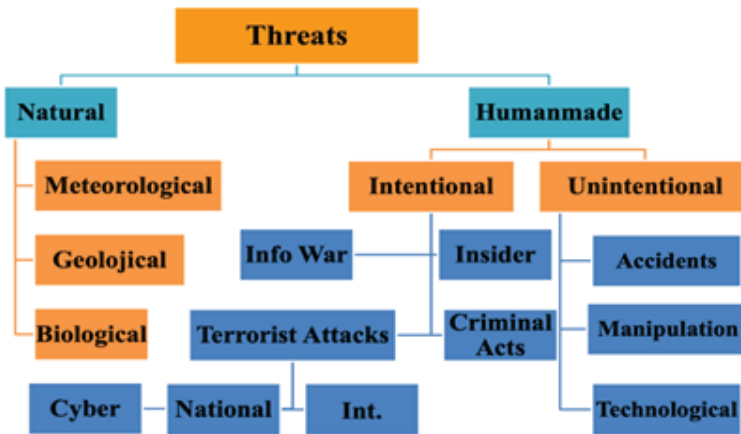 Threats
Natural
Humanmade
Meteorological
Intentional
Unintentional
Info War
Insider
Geolojical
Accidents
Biological
Terrorist Attacks
Criminal
Acts
Manipulation
Cyber
National
Int.
Technological